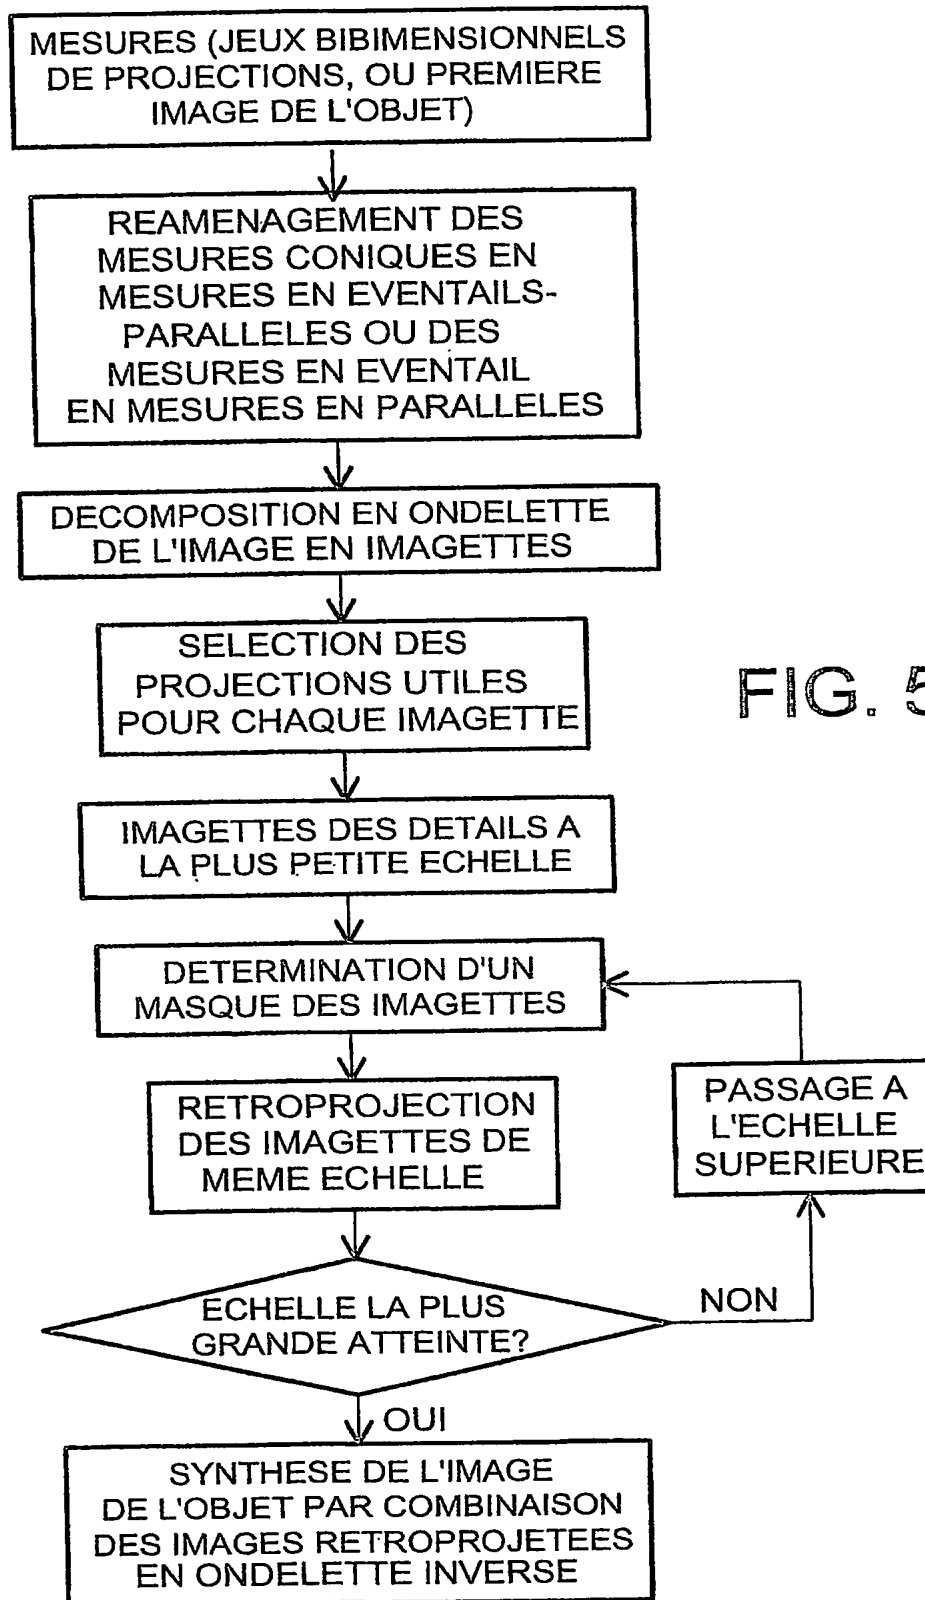 MESURES (JEUX BIBIMENSIONNELS
DE PROJECTIONS, OU PREMIERE
IMAGE DE L'OBJET)
REAMENAGEMENT DES
MESURES CONIQUES EN
MESURES EN EVENTAILS-
PARALLELES OU DES
MESURES EN EVENTAIL
EN MESURES EN PARALLELES
DECOMPOSITION EN ONDELETTE
DE L'IMAGE EN IMAGETTES
SELECTION DES
PROJECTIONS UTILES
POUR CHAQUE IMAGETTE
FIG. 5
IMAGETTES DES DETAILS A
LA PLUS PETITE ECHELLE
DETERMINATION D'UN
MASQUE DES IMAGETTES
RETROPROJECTION
DES IMAGETTES DE
MEME ECHELLE
PASSAGE A
L'ECHELLE
SUPERIEURE
ECHELLE LA PLUS
GRANDE ATTEINTE?
NON
OUI
SYNTHESE DE L'IMAGE
DE L'OBJET PAR COMBINAISON
DES IMAGES RETROPROJETEES
EN ONDELETTE INVERSE